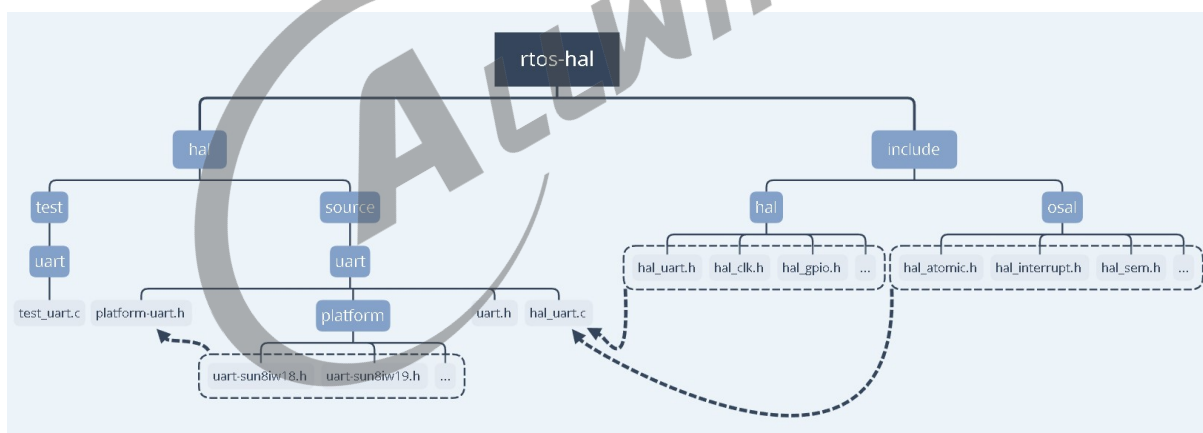 ALLWI
rtos-hal
hal
include
test
source
hal
osal
uart
uart
hal_uart.h
hal_clk.h
hal_gpio.h
...
hal_atomic.h
hal_interrupt.h
hal_sem.h
...
test_uart.c
platform-uart.h
platform
uart.h
hal_uart.c
uart-sun8iw18.h
uart-sun8iw19.h
...